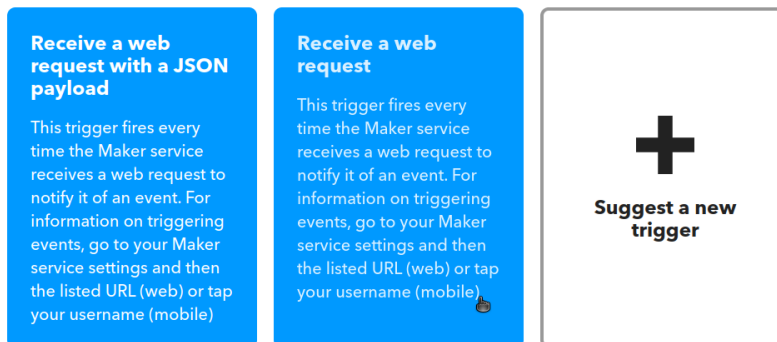 Receive a web
request with a JSON
payload
This trigger fires every
time the Maker service
receives a web request to
notify it of an event. For
information on triggering
events, go to your Maker
service settings and then
the listed URL (web) or tap
your username (mobile)
Receive a web
request
This trigger fires every
time the Maker service
receives a web request to
notify it of an event. For
information on triggering
events, go to your Maker
service settings and then
the listed URL (web) or tap
your username (mobile)
Suggest a new
trigger